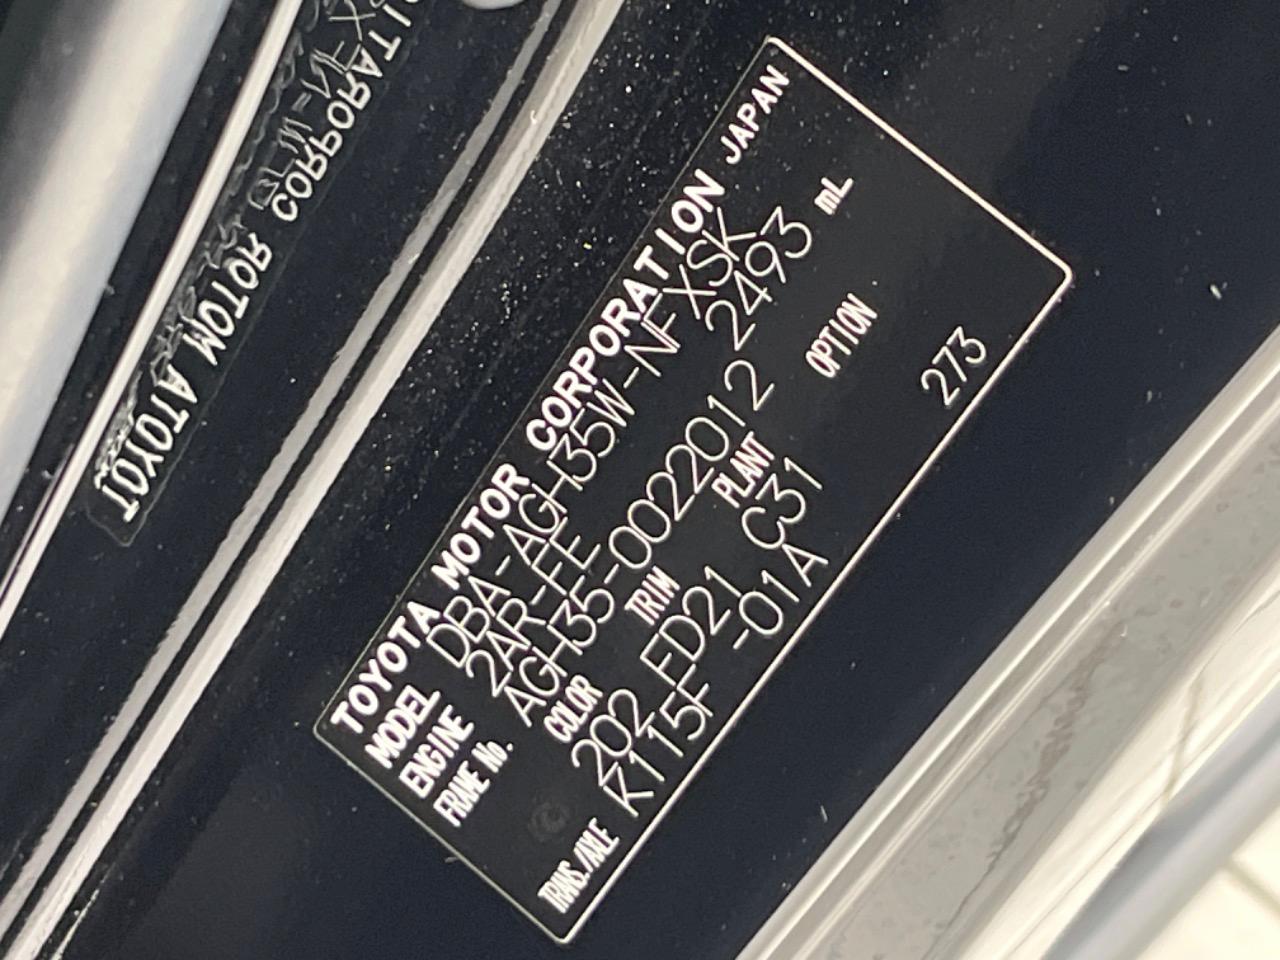 TOYOTA MOTOR CORPORATION JAPAN
MODEL DBA-AGH35W-NFXSK
ENGINE 2AR-FE 2493 mL
FRAME No. AGH35-0022012
COLOR TRIM PLANT OPTION
202 FD21 C31
TRANS./AXLE K115F -01A 273
TOYOTA MOTOR CORPORATI